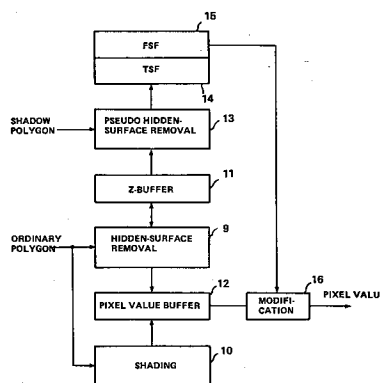 15
FSF
TSF
14
SHADOW
POLYGON
PSEUDO HIDDEN-
SURFACE REMOVAL
13
Z-BUFFER
11
ORDINARY
POLYGON
HIDDEN-SURFACE
REMOVAL
9
PIXEL VALUE BUFFER
12
MODIFI-
CATION
16
PIXEL VALU
SHADING
10